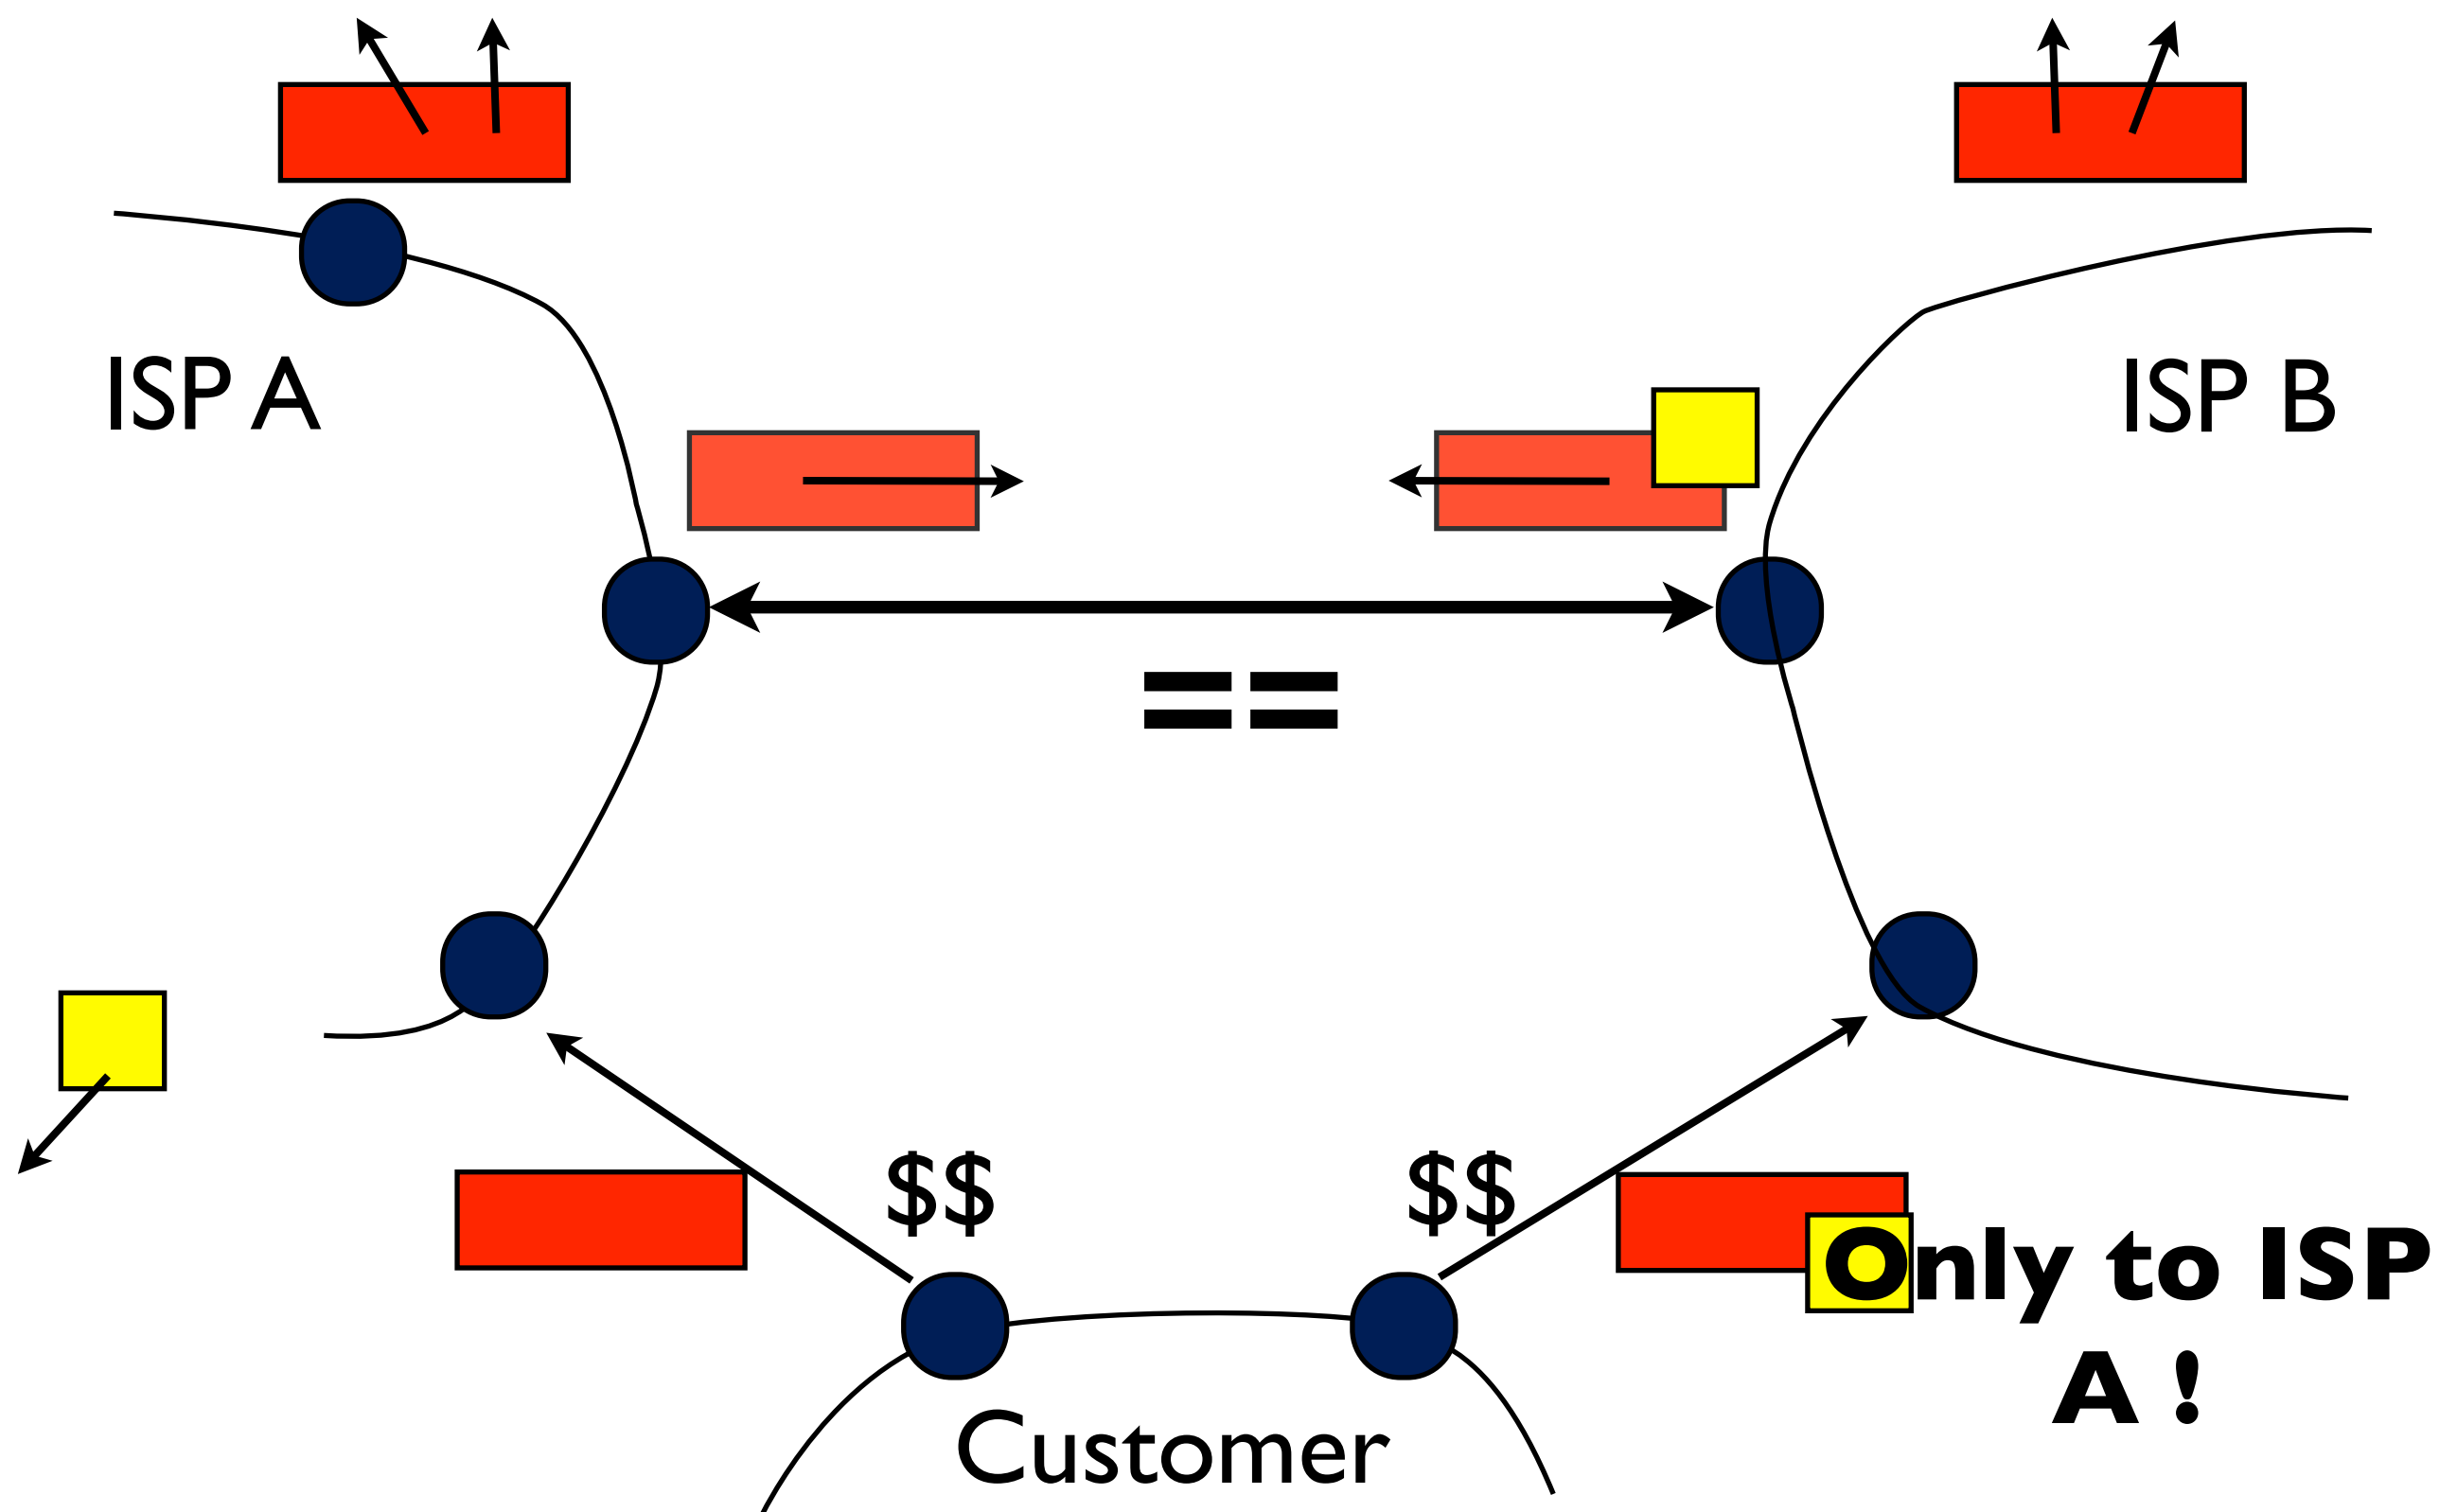 ISP A
ISP B
==
$$
$$
Only to ISP
A !
Customer